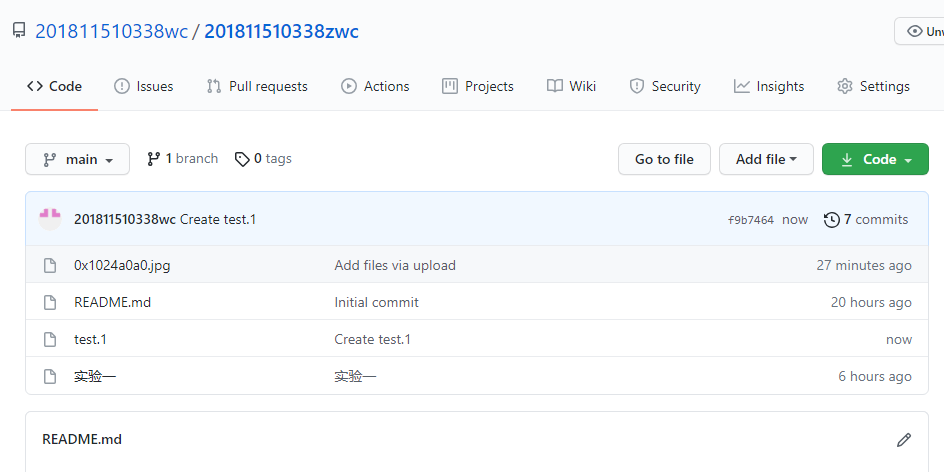 201811510338wc / 201811510338zwc
Code Issues Pull requests Actions Projects Wiki Security Insights Settings
main 1 branch 0 tags Go to file Add file Code
201811510338wc Create test.1 f9b7464 now 7 commits
0x1024a0a0.jpg Add files via upload 27 minutes ago
README.md Initial commit 20 hours ago
test.1 Create test.1 now
实验一 实验一 6 hours ago
README.md